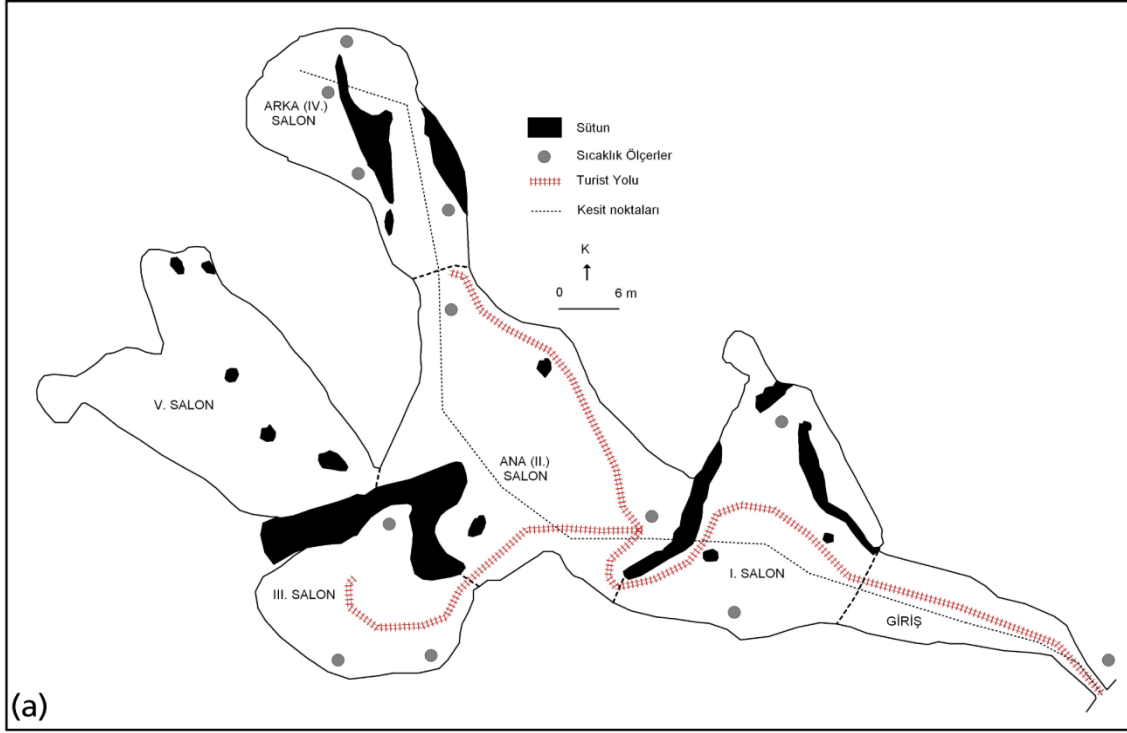 ARKA (IV.)
SALON
Sütun
Sıcaklık Ölçerler
Turist Yolu
Kesit noktaları
K
0 6 m
V. SALON
ANA (II.)
SALON
I. SALON
III. SALON
GİRİŞ
(a)